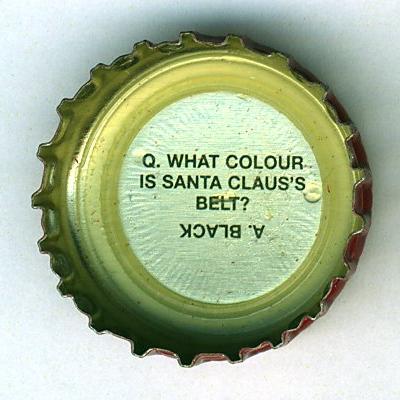 Q. WHAT COLOUR
IS SANTA CLAUS'S
BELT?
A. BLACK